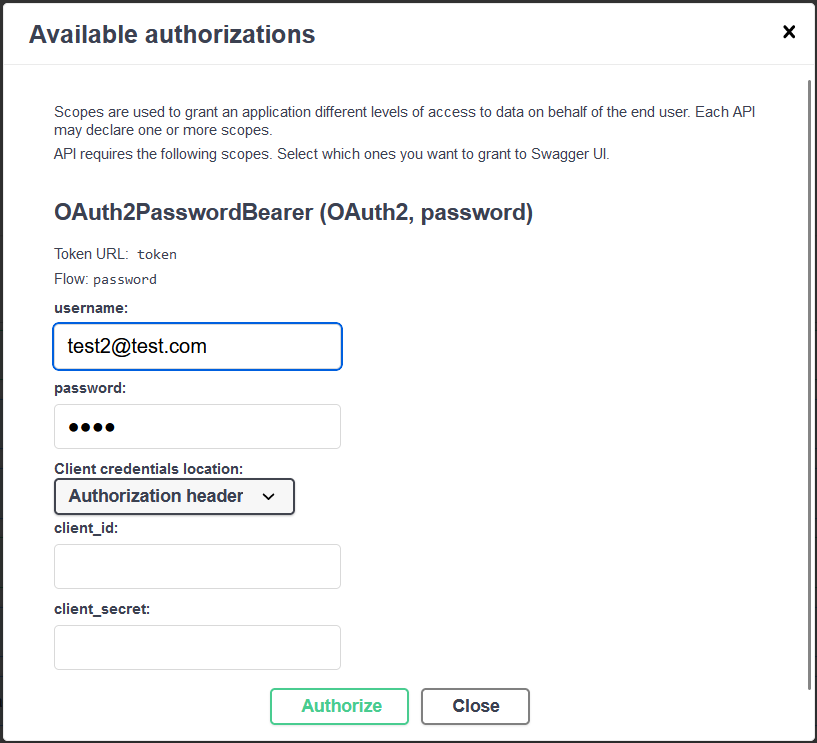 Available authorizations
Scopes are used to grant an application different levels of access to data on behalf of the end user. Each API
may declare one or more scopes.
API requires the following scopes. Select which ones you want to grant to Swagger UI.
OAuth2PasswordBearer (OAuth2, password)
Token URL: token
Flow: password
username:
test2@test.com
password:
••••
Client credentials location:
Authorization header
client_id:
client_secret:
Authorize
Close